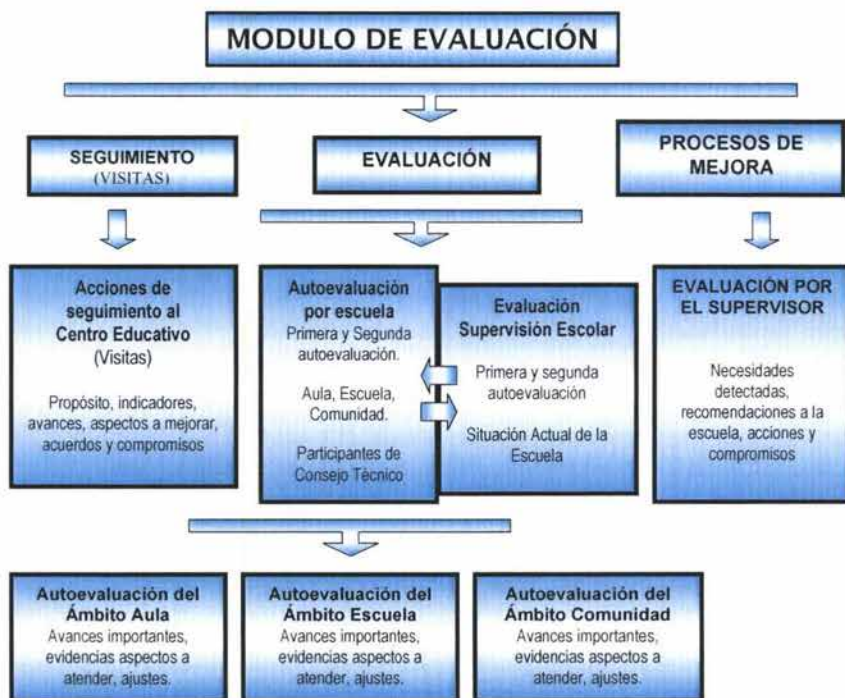 MODULO DE EVALUACIÓN
SEGUIMIENTO
(VISITAS)
EVALUACIÓN
PROCESOS DE
MEJORA
Acciones de
seguimiento al
Centro Educativo
(Visitas)
Propósito, indicadores,
avances, aspectos a mejorar,
acuerdos y compromisos
Autoevaluación
por escuela
Primera y Segunda
autoevaluación.
Aula, Escuela,
Comunidad.
Participantes de
Consejo Técnico
Evaluación
Supervisión Escolar
Primera y segunda
autoevaluación
Situación Actual de la
Escuela
EVALUACIÓN POR
EL SUPERVISOR
Necesidades
detectadas,
recomendaciones a la
escuela, acciones y
compromisos
Autoevaluación del
Ámbito Aula
Avances importantes,
evidencias aspectos a
atender, ajustes.
Autoevaluación del
Ámbito Escuela
Avances importantes,
evidencias aspectos a
atender, ajustes.
Autoevaluación del
Ámbito Comunidad
Avances importantes,
evidencias aspectos a
atender, ajustes.